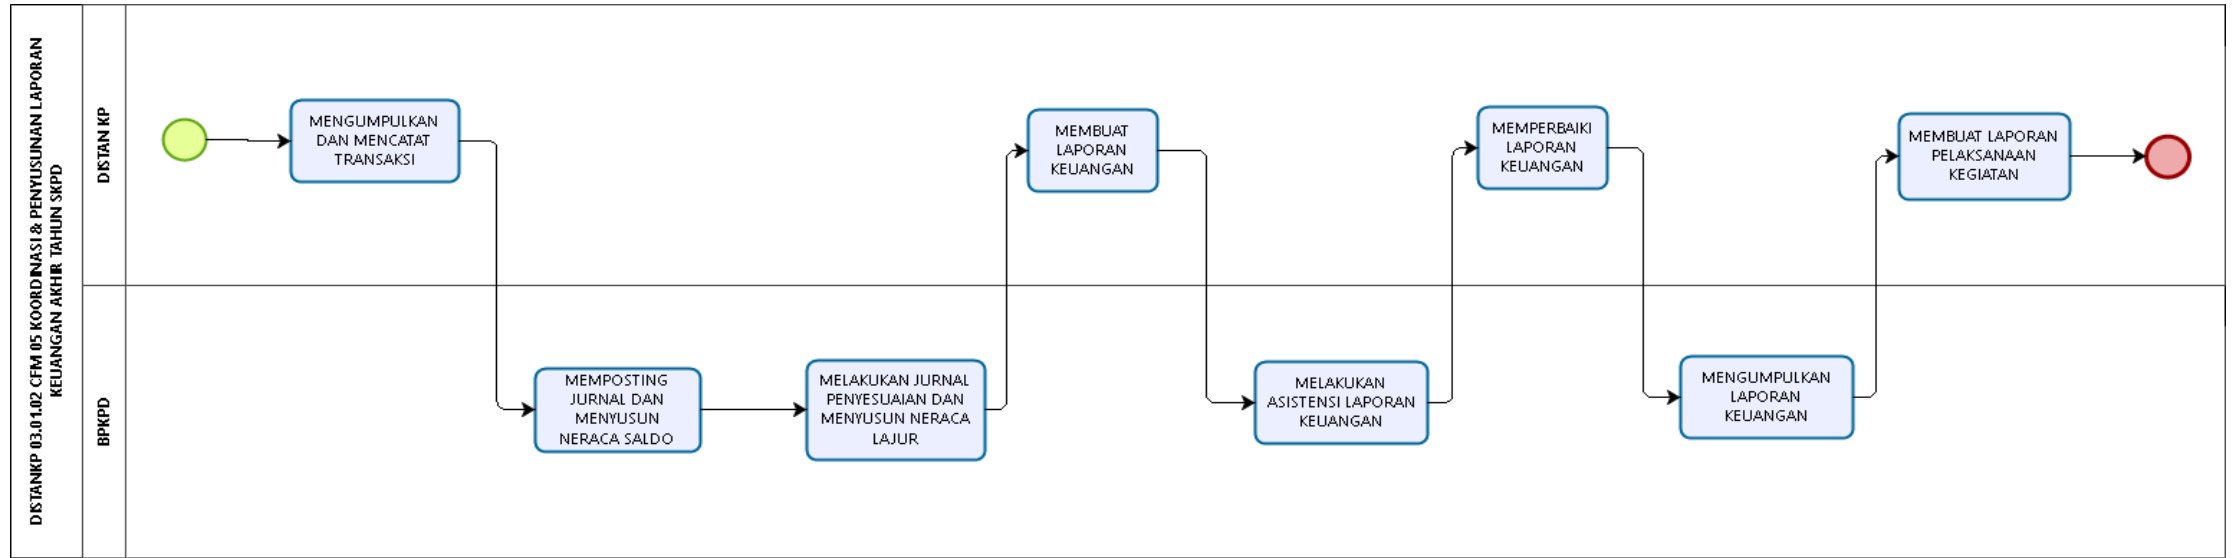 DISTANKP 03.01.02 CFM 05 KOORDINASI & PENYUSUNAN LAPORAN
KEUANGAN AKHIR TAHUN SKPD
DISTAN KP
MENGUMPULKAN
DAN MENCATAT
TRANSAKSI
MEMBUAT
LAPORAN
KEUANGAN
MEMPERBAIKI
LAPORAN
KEUANGAN
MEMBUAT LAPORAN
PELAKSANAAN
KEGIATAN
BPKPD
MEMPOSTING
JURNAL DAN
MENYUSUN
NERACA SALDO
MELAKUKAN JURNAL
PENYESUAIAN DAN
MENYUSUN NERACA
LAJUR
MELAKUKAN
ASISTENSI LAPORAN
KEUANGAN
MENGUMPULKAN
LAPORAN
KEUANGAN